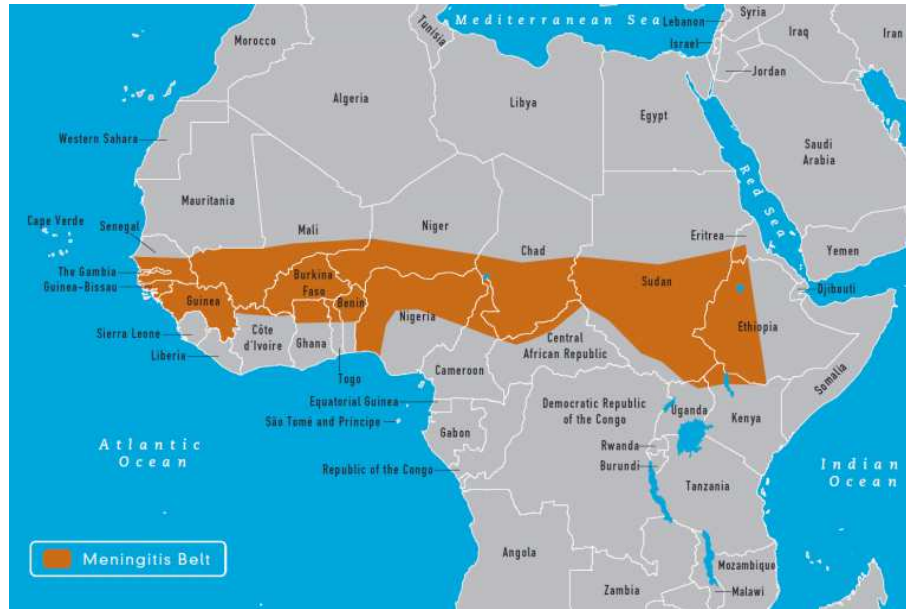 Mediterranean Sea
Tunisia
Lebanon
Syria
Iraq
Iran
Israel
Jordan
Morocco
Algeria
Libya
Egypt
Western Sahara
Saudi
Arabia
Red Sea
Mauritania
Mali
Niger
Chad
Eritrea
Yemen
Cape Verde
Senegal
The Gambia
Guinea-Bissau
Guinea
Burkina
Faso
Benin
Nigeria
Sudan
Djibouti
Ethiopia
Somalia
Sierra Leone
Liberia
Côte
d'Ivoire
Ghana
Togo
Central
African Republic
Cameroon
Equatorial Guinea
São Tomé and Príncipe
Gabon
Republic of the Congo
Democratic Republic
of the Congo
Uganda
Kenya
Rwanda
Burundi
Tanzania
Atlantic
Ocean
Indian
Ocean
Angola
Zambia
Mozambique
Malawi
Meningitis Belt